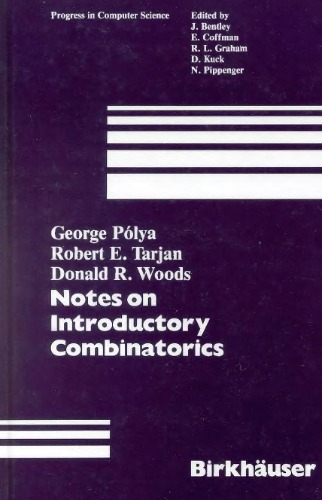 Progress in Computer Science
Edited by
J. Bentley
E. Coffman
R. L. Graham
D. Kuck
N. Pippenger
George Pólya
Robert E. Tarjan
Donald R. Woods
Notes on
Introductory
Combinatorics
Birkhäuser